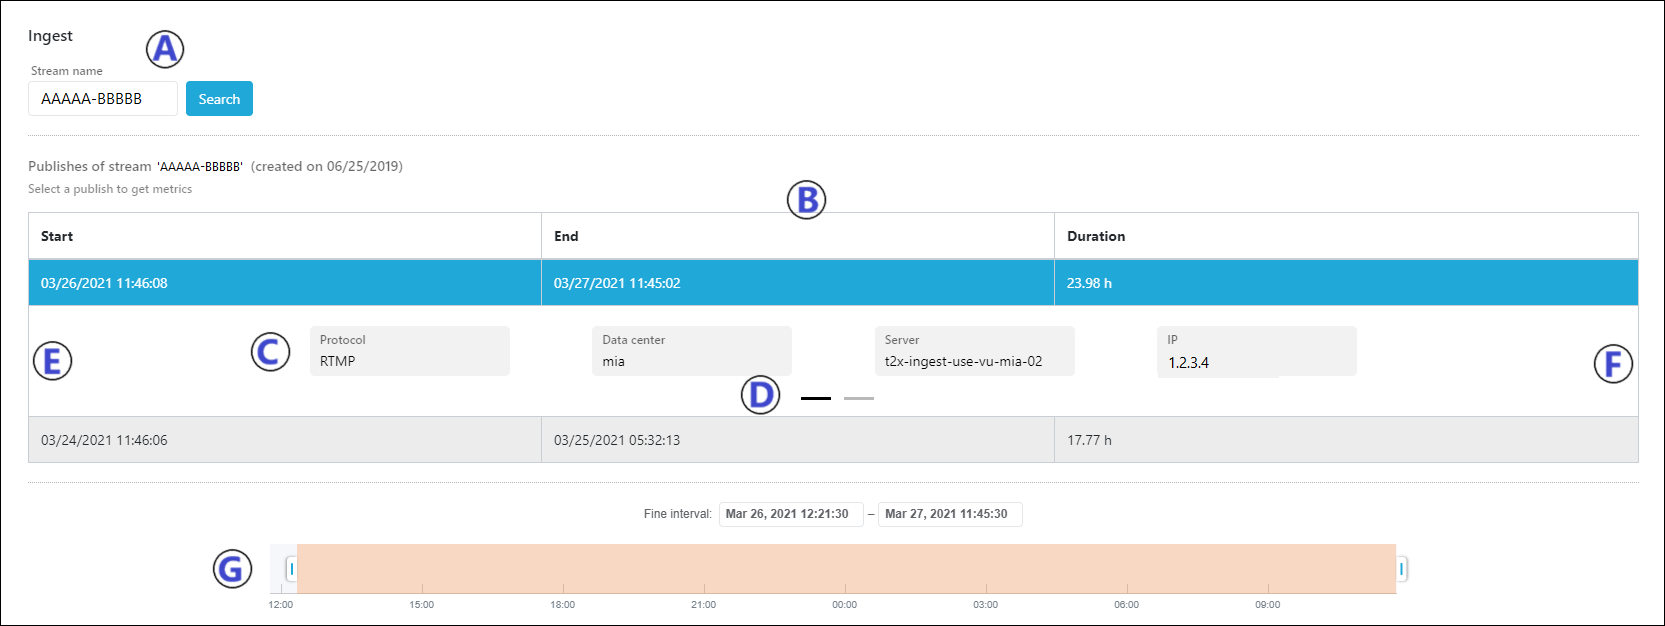 Ingest
A
Stream name
AAAAA-BBBBB Search
Publishes of stream 'AAAAA-BBBBB' (created on 06/25/2019)
Select a publish to get metrics
B
Start End Duration
03/26/2021 11:46:08 03/27/2021 11:45:02 23.98 h
E C Protocol Data center Server IP F
RTMP mia t2x-ingest-use-vu-mia-02 1.2.3.4
D
03/24/2021 11:46:06 03/25/2021 05:32:13 17.77 h
Fine interval: Mar 26, 2021 12:21:30 – Mar 27, 2021 11:45:30
G
12:00 15:00 18:00 21:00 00:00 03:00 06:00 09:00